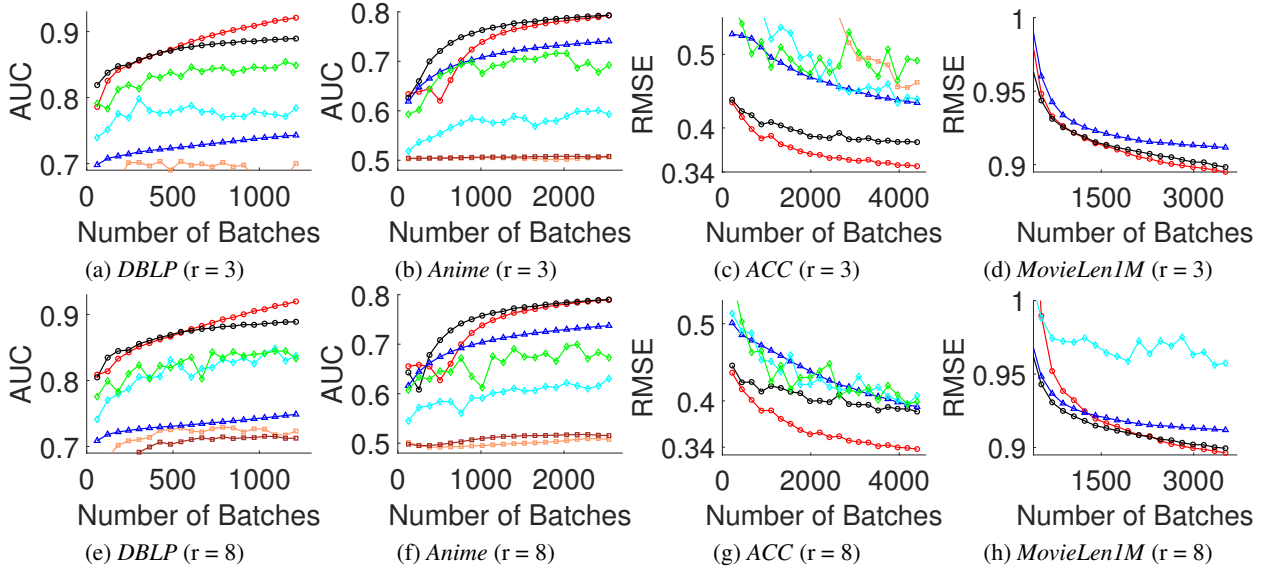 0.9
0.8
0.7
AUC
0 500 1000
Number of Batches
(a) DBLP (r = 3)
0.8
0.7
0.6
0.5
AUC
0 1000 2000
Number of Batches
(b) Anime (r = 3)
0.5
0.4
0.34
RMSE
0 2000 4000
Number of Batches
(c) ACC (r = 3)
1
0.95
0.9
RMSE
1500 3000
Number of Batches
(d) MovieLen1M (r = 3)
0.9
0.8
0.7
AUC
0 500 1000
Number of Batches
(e) DBLP (r = 8)
0.8
0.7
0.6
0.5
AUC
0 1000 2000
Number of Batches
(f) Anime (r = 8)
0.5
0.4
0.34
RMSE
0 2000 4000
Number of Batches
(g) ACC (r = 8)
1
0.95
0.9
RMSE
1500 3000
Number of Batches
(h) MovieLen1M (r = 8)